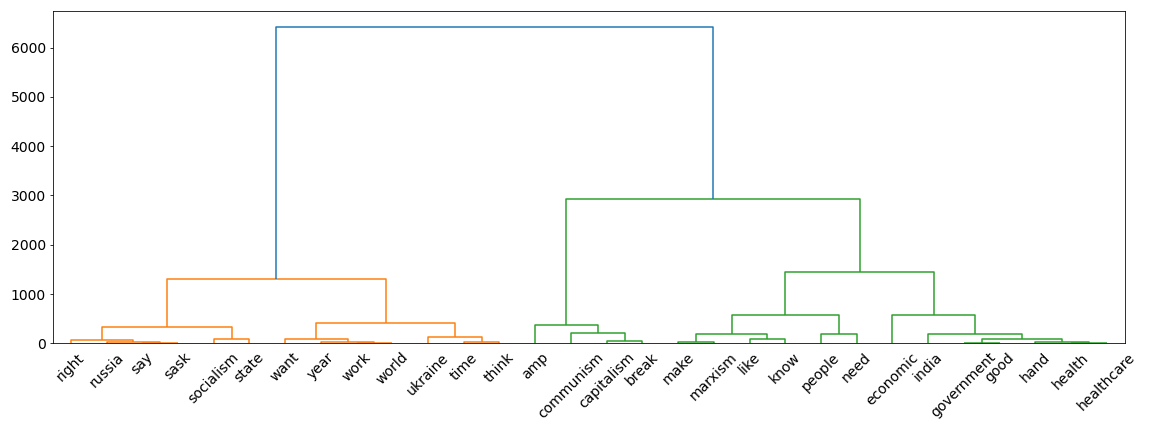 6000
5000
4000
3000
2000
1000
0
right
russia
say
sask
socialism
state
want
year
work
world
ukraine
time
think
amp
communism
capitalism
break
make
marxism
like
know
people
need
economic
india
government
good
hand
health
healthcare